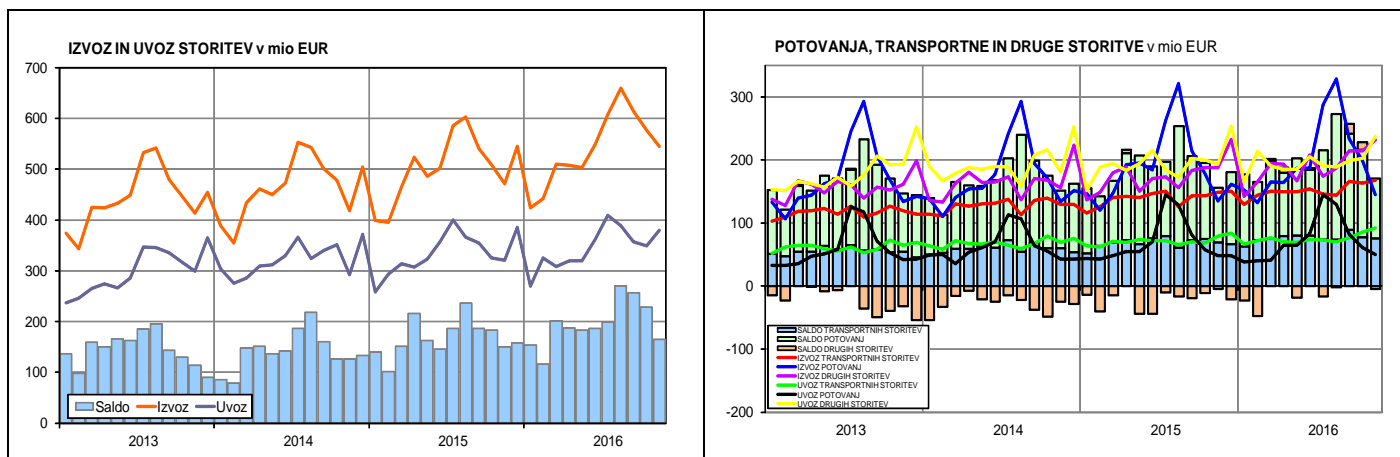 IZVOZ IN UVOZ STORITEV v mio EUR
700
600
500
400
300
200
100
0
Saldo Izvoz Uvoz
2013 2014 2015 2016
POTOVANJA, TRANSPORTNE IN DRUGE STORITVE v mio EUR
300
200
100
0
-100
-200
SALDO TRANSPORTNIH STORITEV
SALDO POTOVANJ
SALDO DRUGIH STORITEV
IZVOZ TRANSPORTNIH STORITEV
IZVOZ POTOVANJ
IZVOZ DRUGIH STORITEV
UVOZ TRANSPORTNIH STORITEV
UVOZ POTOVANJ
UVOZ DRUGIH STORITEV
2013 2014 2015 2016